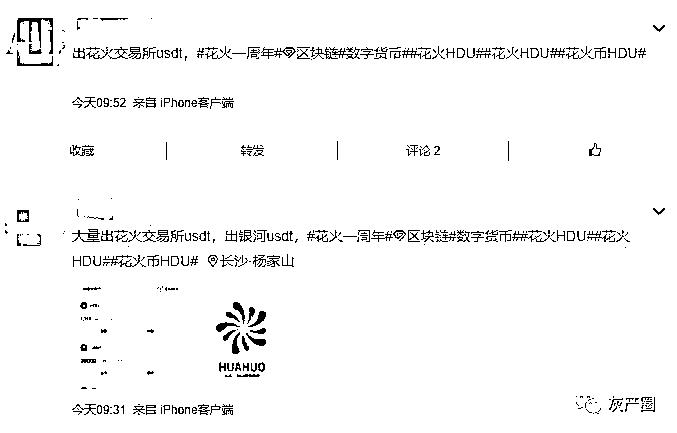 出花火交易所usdt，#花火一周年#区块链#数字货币##花火HDU##花火HDU##花火币HDU#
今天09:52 来自 iPhone客户端
收藏
转发
评论 2
大量出花火交易所usdt，出银河usdt，#花火一周年#区块链#数字货币##花火HDU##花火
HDU##花火币HDU# 长沙·杨家山
HUAHUO
今天09:31 来自 iPhone客户端
灰产圈